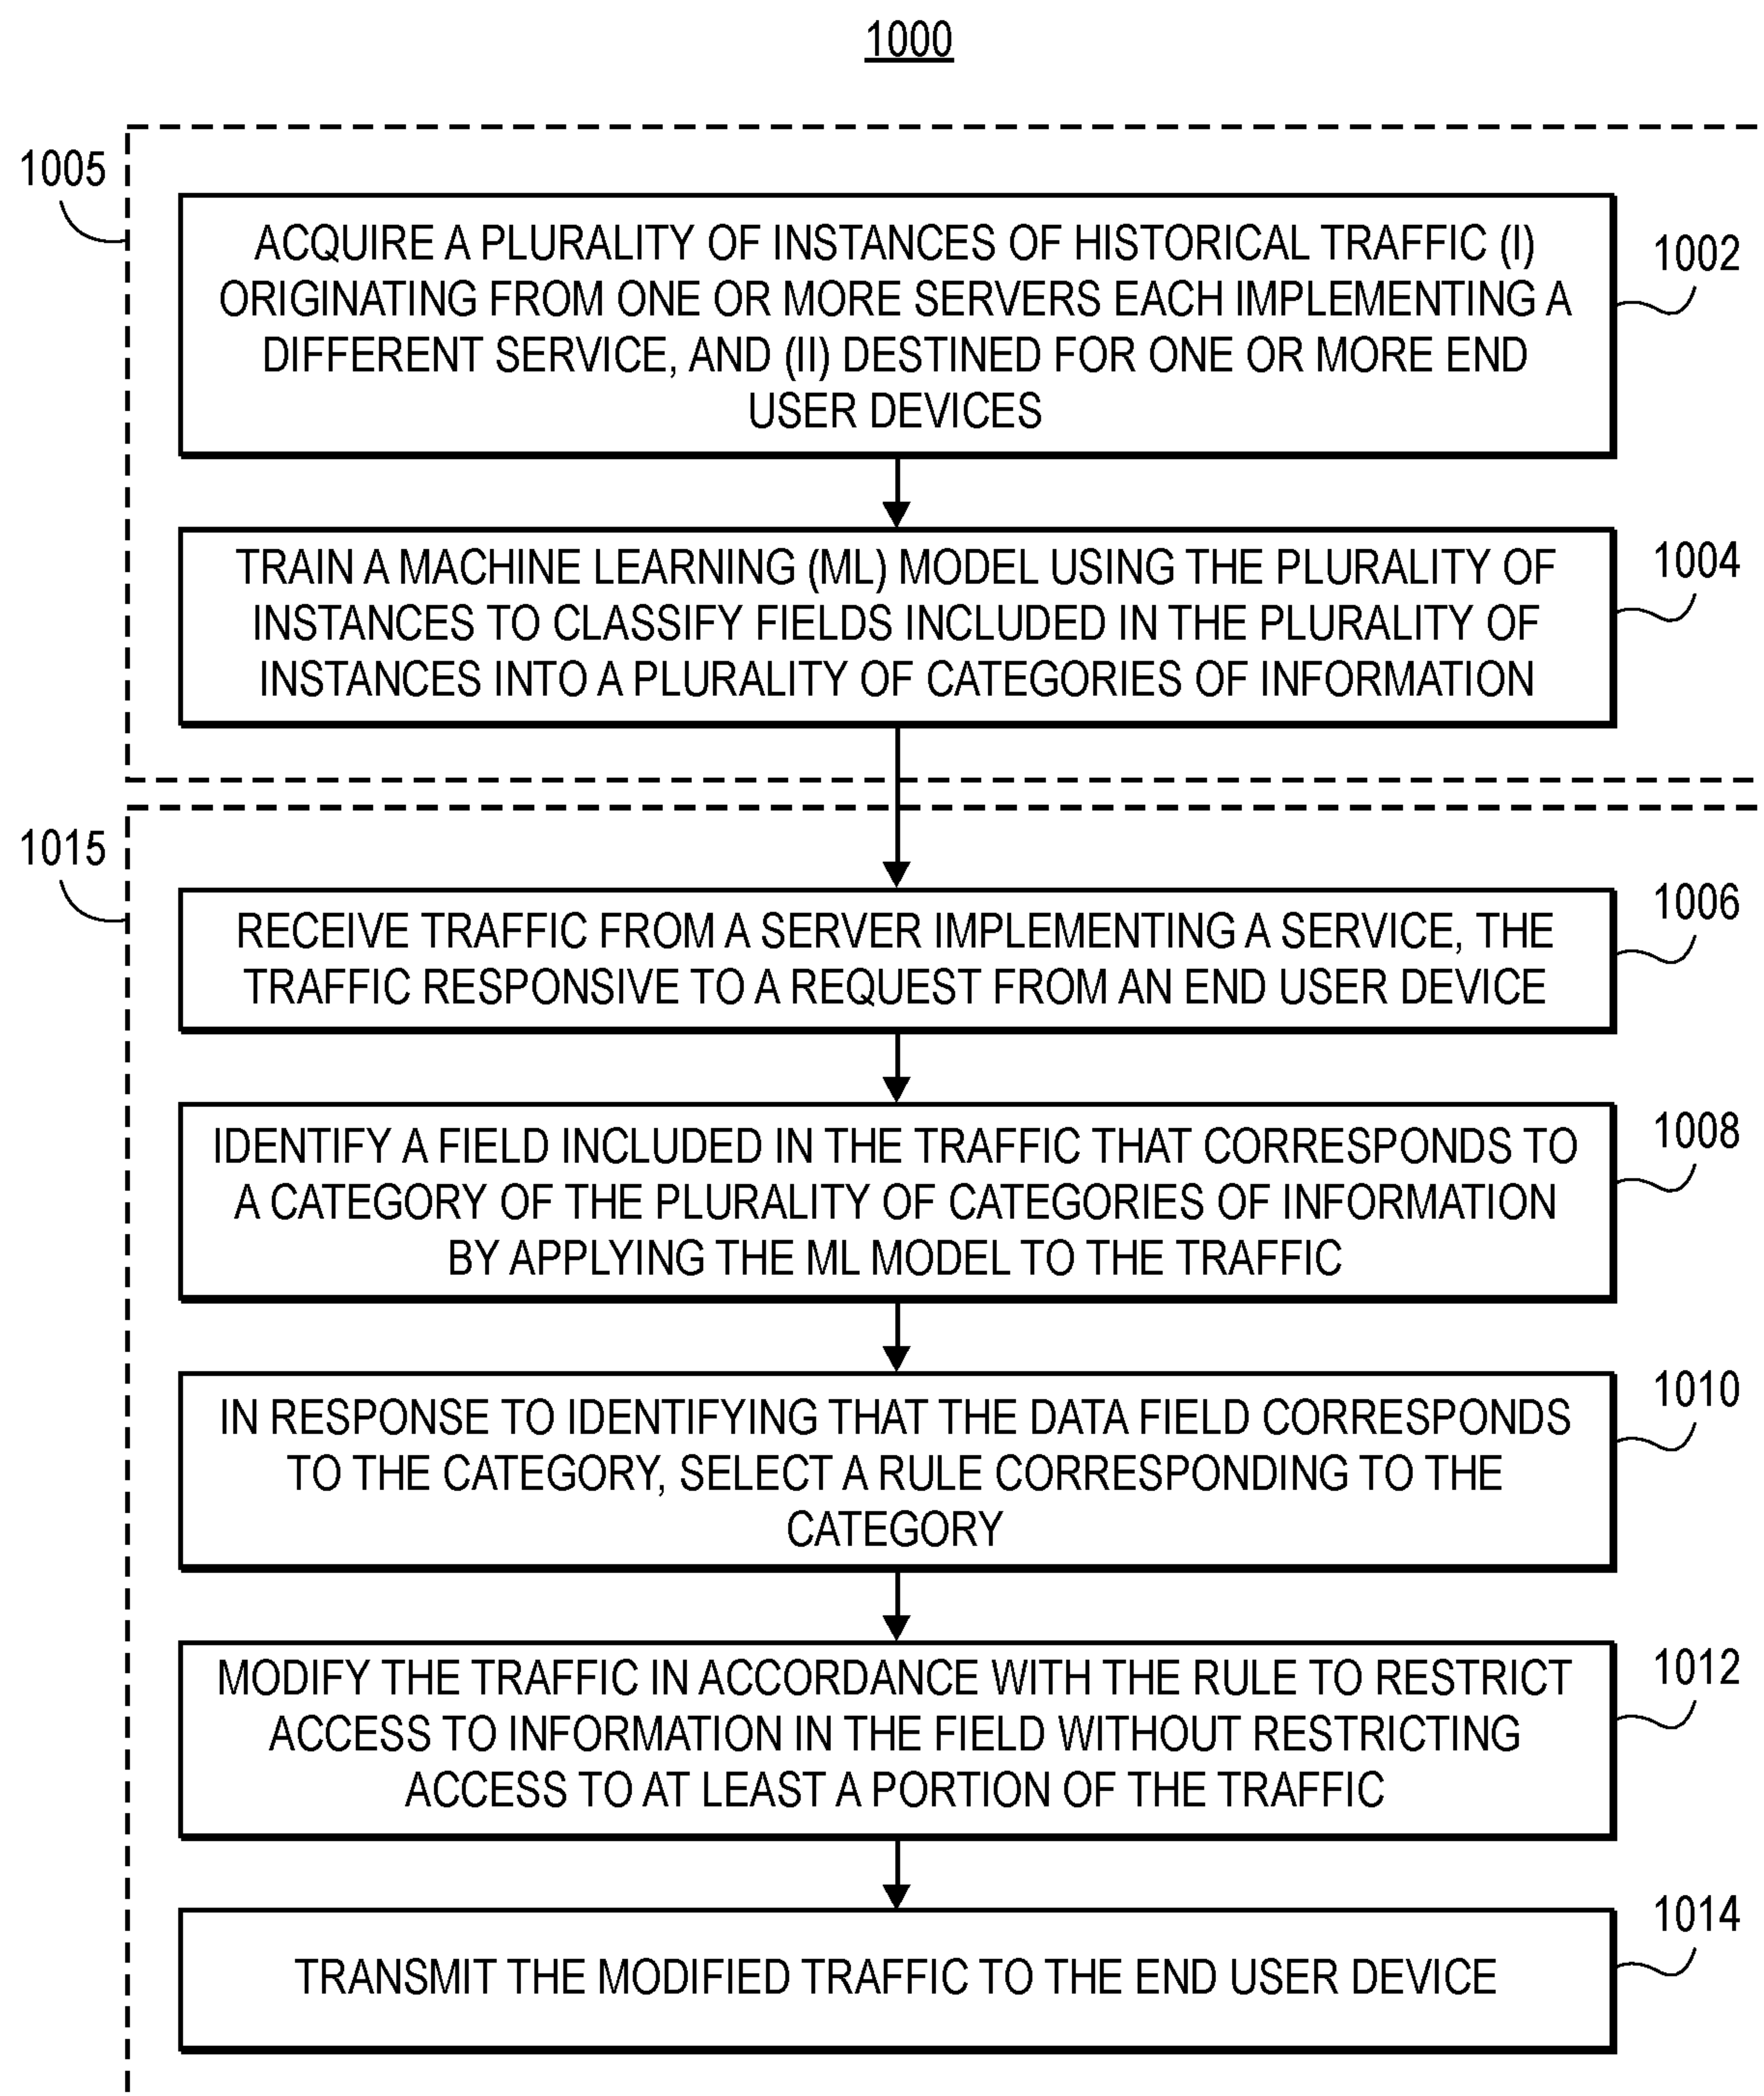 1000
1005
ACQUIRE A PLURALITY OF INSTANCES OF HISTORICAL TRAFFIC (I)
ORIGINATING FROM ONE OR MORE SERVERS EACH IMPLEMENTING A
DIFFERENT SERVICE, AND (II) DESTINED FOR ONE OR MORE END
USER DEVICES
1002
TRAIN A MACHINE LEARNING (ML) MODEL USING THE PLURALITY OF
INSTANCES TO CLASSIFY FIELDS INCLUDED IN THE PLURALITY OF
INSTANCES INTO A PLURALITY OF CATEGORIES OF INFORMATION
1004
1015
RECEIVE TRAFFIC FROM A SERVER IMPLEMENTING A SERVICE, THE
TRAFFIC RESPONSIVE TO A REQUEST FROM AN END USER DEVICE
1006
IDENTIFY A FIELD INCLUDED IN THE TRAFFIC THAT CORRESPONDS TO
A CATEGORY OF THE PLURALITY OF CATEGORIES OF INFORMATION
BY APPLYING THE ML MODEL TO THE TRAFFIC
1008
IN RESPONSE TO IDENTIFYING THAT THE DATA FIELD CORRESPONDS
TO THE CATEGORY, SELECT A RULE CORRESPONDING TO THE
CATEGORY
1010
MODIFY THE TRAFFIC IN ACCORDANCE WITH THE RULE TO RESTRICT
ACCESS TO INFORMATION IN THE FIELD WITHOUT RESTRICTING
ACCESS TO AT LEAST A PORTION OF THE TRAFFIC
1012
TRANSMIT THE MODIFIED TRAFFIC TO THE END USER DEVICE
1014